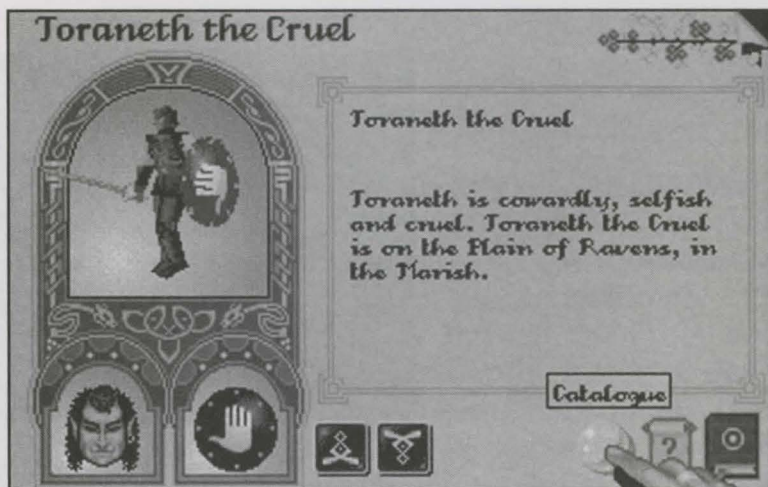 Toraneth the Cruel
Toraneth the Cruel
Toraneth is cowardly, selfish
and cruel. Toraneth the Cruel
is on the Plain of Ravens, in
the Marish.
Catalogue
?